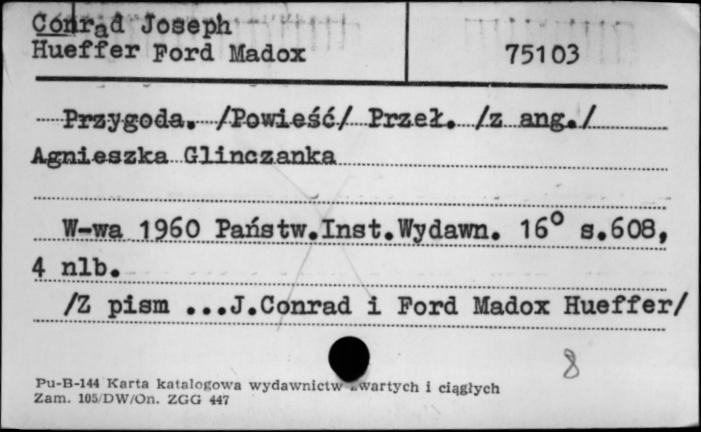 Conrad Joseph
Hueffer Ford Madox
75103
Przygoda. /Powieść/ Przeł. /z ang./
Agnieszka Glinczanka
W-wa 1960 Państw.Inst.Wydawn. 16° s.608,
4 nlb.
/Z pism ...J.Conrad i Ford Madox Hueffer/
8
Pu-B-144 Karta katalogowa wydawnictw zwartych i ciągłych
Zam. 105/DW/On. ZGG 447